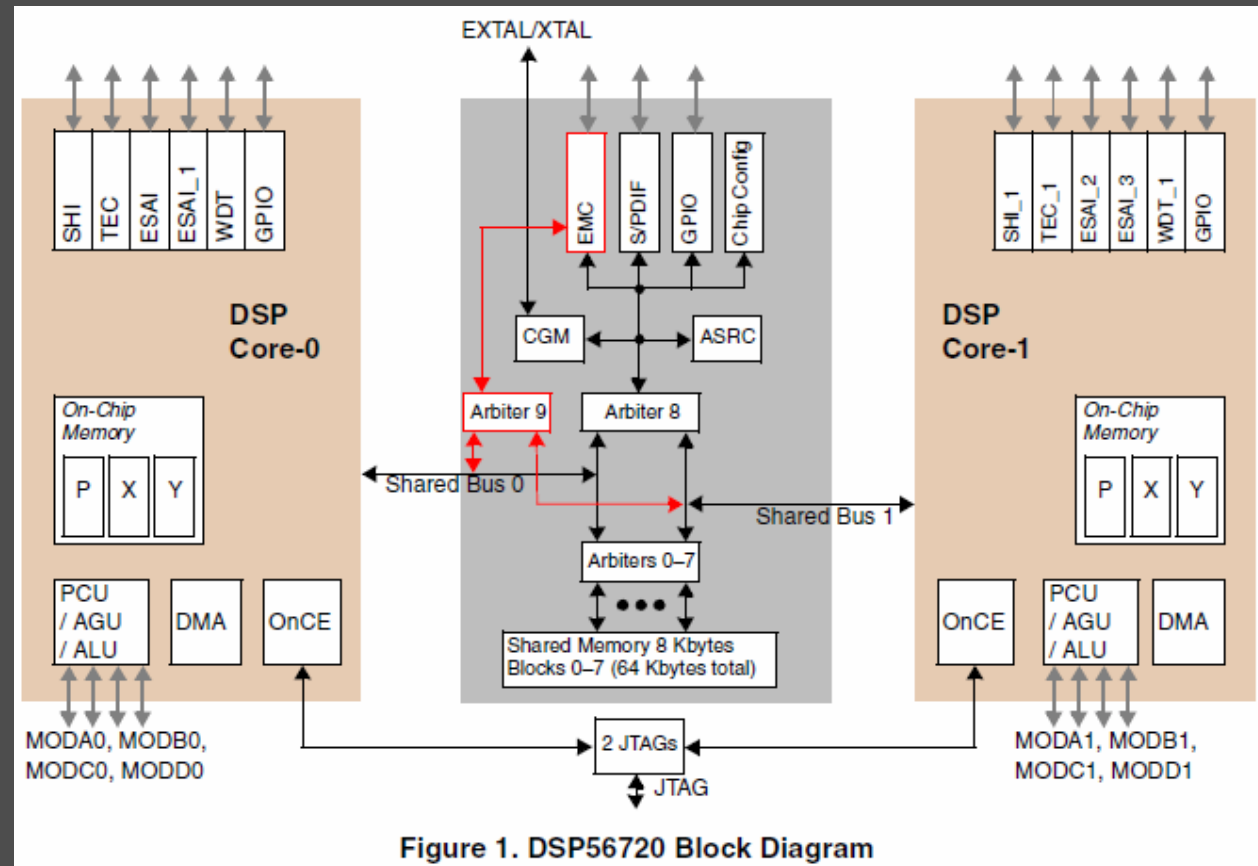 EXTAL/XTAL
SHI
TEC
ESAI
ESAI_1
WDT
GPIO
DSP
Core-0
On-Chip
Memory
P
X
Y
PCU
/ AGU
/ ALU
DMA
OnCE
MODA0, MODB0,
MODC0, MODD0
EMC
S/PDIF
GPIO
Chip Config
CGM
ASRC
Arbiter 9
Arbiter 8
Shared Bus 0
Shared Bus 1
Arbiters 0–7
Shared Memory 8 Kbytes
Blocks 0–7 (64 Kbytes total)
2 JTAGs
JTAG
SHI_1
TEC_1
ESAI_2
ESAI_3
WDT_1
GPIO
DSP
Core-1
On-Chip
Memory
P
X
Y
OnCE
PCU
/ AGU
/ ALU
DMA
MODA1, MODB1,
MODC1, MODD1
Figure 1. DSP56720 Block Diagram